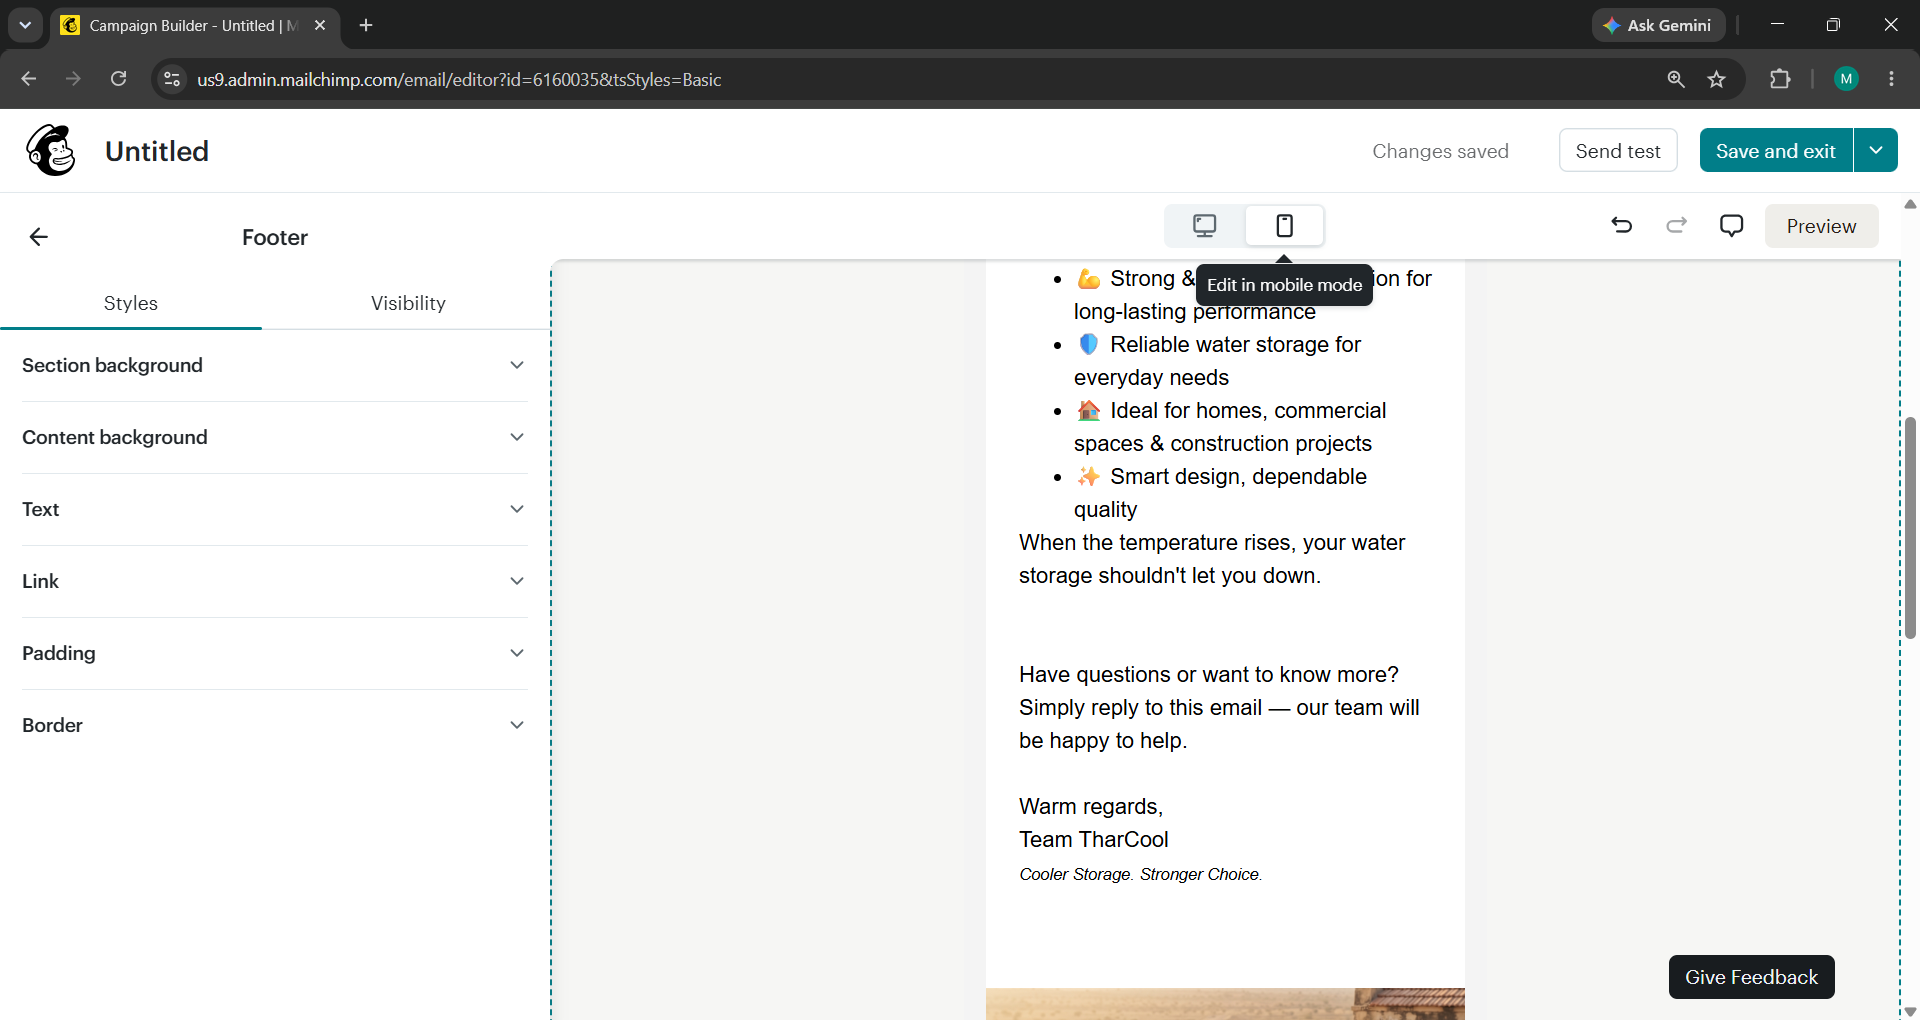 Campaign Builder - Untitled | M
Ask Gemini
us9.admin.mailchimp.com/email/editor?id=6160035&tsStyles=Basic
M
Untitled
Changes saved
Send test
Save and exit
Footer
Preview
Edit in mobile mode
Styles
Visibility
Section background
Content background
Text
Link
Padding
Border
• 💪 Strong & ion for
long-lasting performance
• 🛡️ Reliable water storage for
everyday needs
• 🏠 Ideal for homes, commercial
spaces & construction projects
• ✨ Smart design, dependable
quality
When the temperature rises, your water
storage shouldn't let you down.
Have questions or want to know more?
Simply reply to this email — our team will
be happy to help.
Warm regards,
Team TharCool
Cooler Storage. Stronger Choice.
Give Feedback